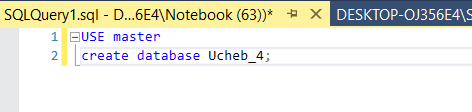 SQLQuery1.sql - D...6E4\Notebook (63))* DESKTOP-OJ356E4\S
1 USE master
2 create database Ucheb_4;